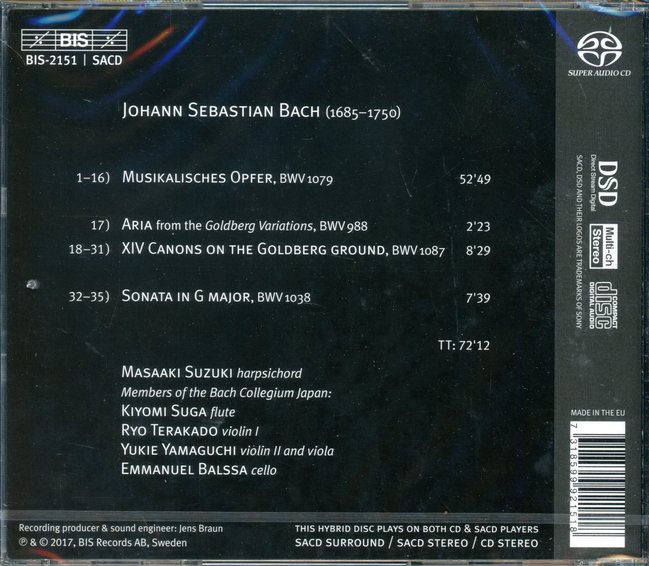 BIS
BIS-2151 | SACD
SUPER AUDIO CD
JOHANN SEBASTIAN BACH (1685–1750)
1–16) MUSIKALISCHES OPFER, BWV 1079 52'49
17) ARIA from the Goldberg Variations, BWV 988 2'23
18–31) XIV CANONS ON THE GOLDBERG GROUND, BWV 1087 8'29
32–35) SONATA IN G MAJOR, BWV 1038 7'39
TT: 72'12
MASAAKI SUZUKI harpsichord
Members of the Bach Collegium Japan:
KIYOMI SUGA flute
RYO TERAKADO violin I
YUKIE YAMAGUCHI violin II and viola
EMMANUEL BALSSA cello
Recording producer & sound engineer: Jens Braun
℗ & © 2017, BIS Records AB, Sweden
THIS HYBRID DISC PLAYS ON BOTH CD & SACD PLAYERS
SACD SURROUND / SACD STEREO / CD STEREO
DSD
Direct Stream Digital
Multi-ch
Stereo
COMPACT
disc
DIGITAL AUDIO
SACD, DSD AND THEIR LOGOS ARE TRADEMARKS OF SONY
MADE IN THE EU
7 318599 921518